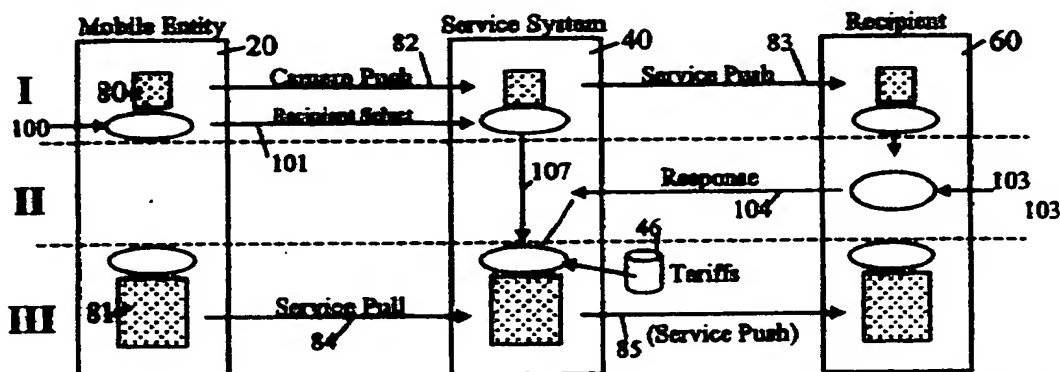 Mobile Entity
Service System
Recipient
20
82
40
83
60
I
80
Camera Push
Service Push
100
Recipient Select
101
107
II
Response
104
103
103
46
Tariffs
III
81
Service Pull
84
85
(Service Push)